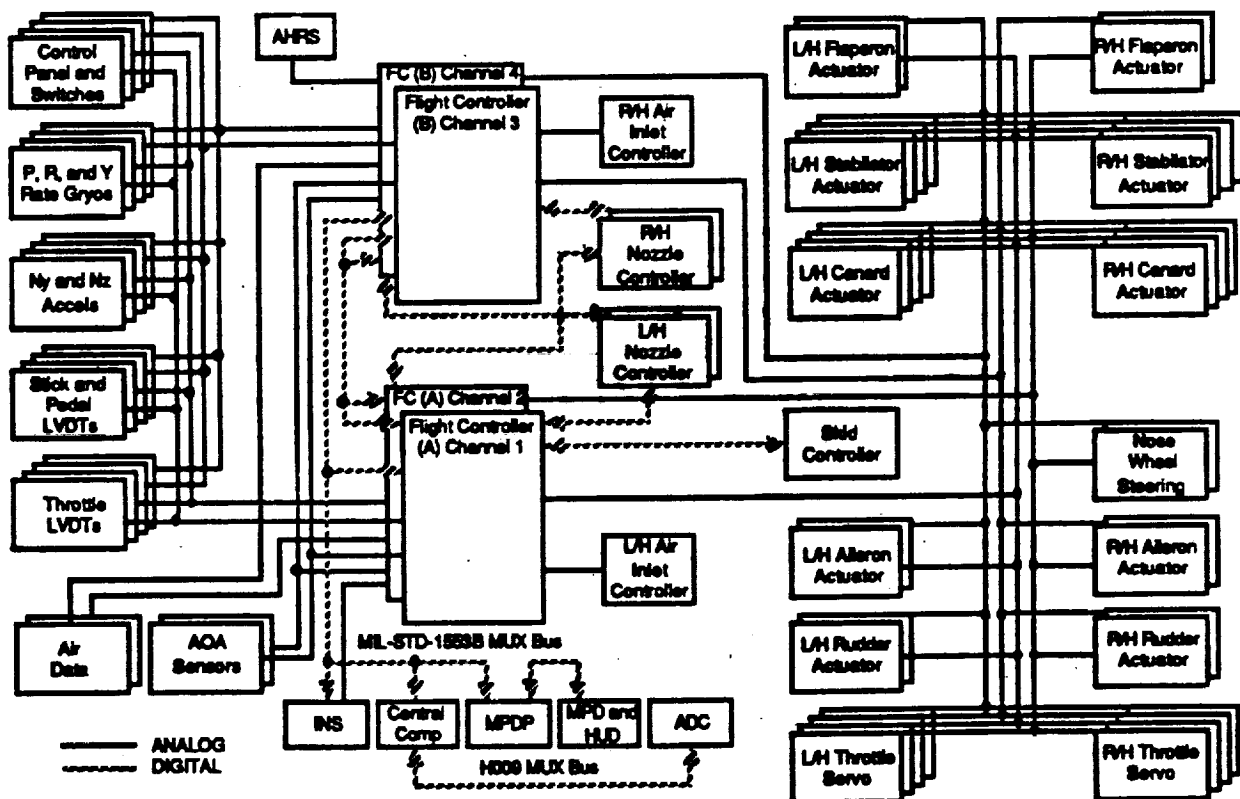 Control
Panel and
Switches
P, R, and Y
Rate Gryos
Ny and Nz
Accels
Stick and
Pedal
LVDTs
Throttle
LVDTs
Air
Data
AOA
Sensors
AHRS
FC (B) Channel 4
Flight Controller
(B) Channel 3
R/H Air
Inlet
Controller
R/H
Nozzle
Controller
L/H
Nozzle
Controller
FC (A) Channel 2
Flight Controller
(A) Channel 1
Skid
Controller
L/H Air
Inlet
Controller
MIL-STD-1553B MUX Bus
INS
Central
Comp
MPDP
MPD and
HUD
ADC
H009 MUX Bus
ANALOG
DIGITAL
L/H Flaperon
Actuator
R/H Flaperon
Actuator
L/H Stabilator
Actuator
R/H Stabilator
Actuator
L/H Canard
Actuator
R/H Canard
Actuator
Nose
Wheel
Steering
L/H Aileron
Actuator
R/H Aileron
Actuator
L/H Rudder
Actuator
R/H Rudder
Actuator
L/H Throttle
Servo
R/H Throttle
Servo